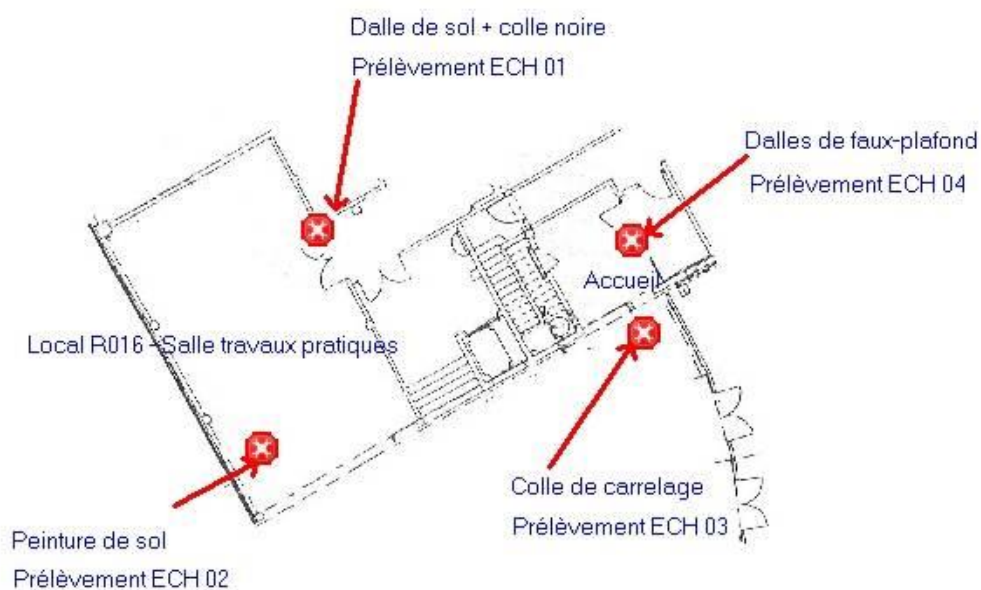 Dalle de sol + colle noire
Prélèvement ECH 01
Dalles de faux-plafond
Prélèvement ECH 04
Accueil
Local R016 - Salle travaux pratiques
Colle de carrelage
Prélèvement ECH 03
Peinture de sol
Prélèvement ECH 02